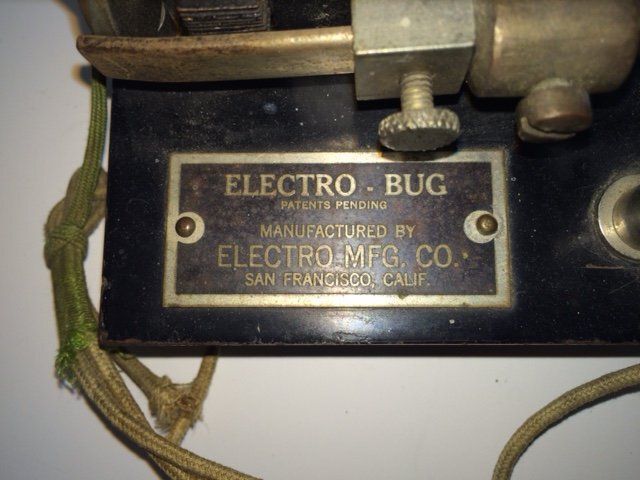 ELECTRO - BUG
PATENTS PENDING
MANUFACTURED BY
ELECTRO MFG. CO.
SAN FRANCISCO, CALIF.